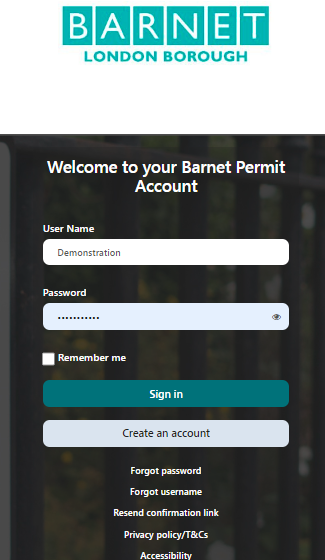 BARNET
LONDON BOROUGH
Welcome to your Barnet Permit
Account
User Name
Demonstration
Password
•••••••••••
Remember me
Sign in
Create an account
Forgot password
Forgot username
Resend confirmation link
Privacy policy/T&Cs
Accessibility